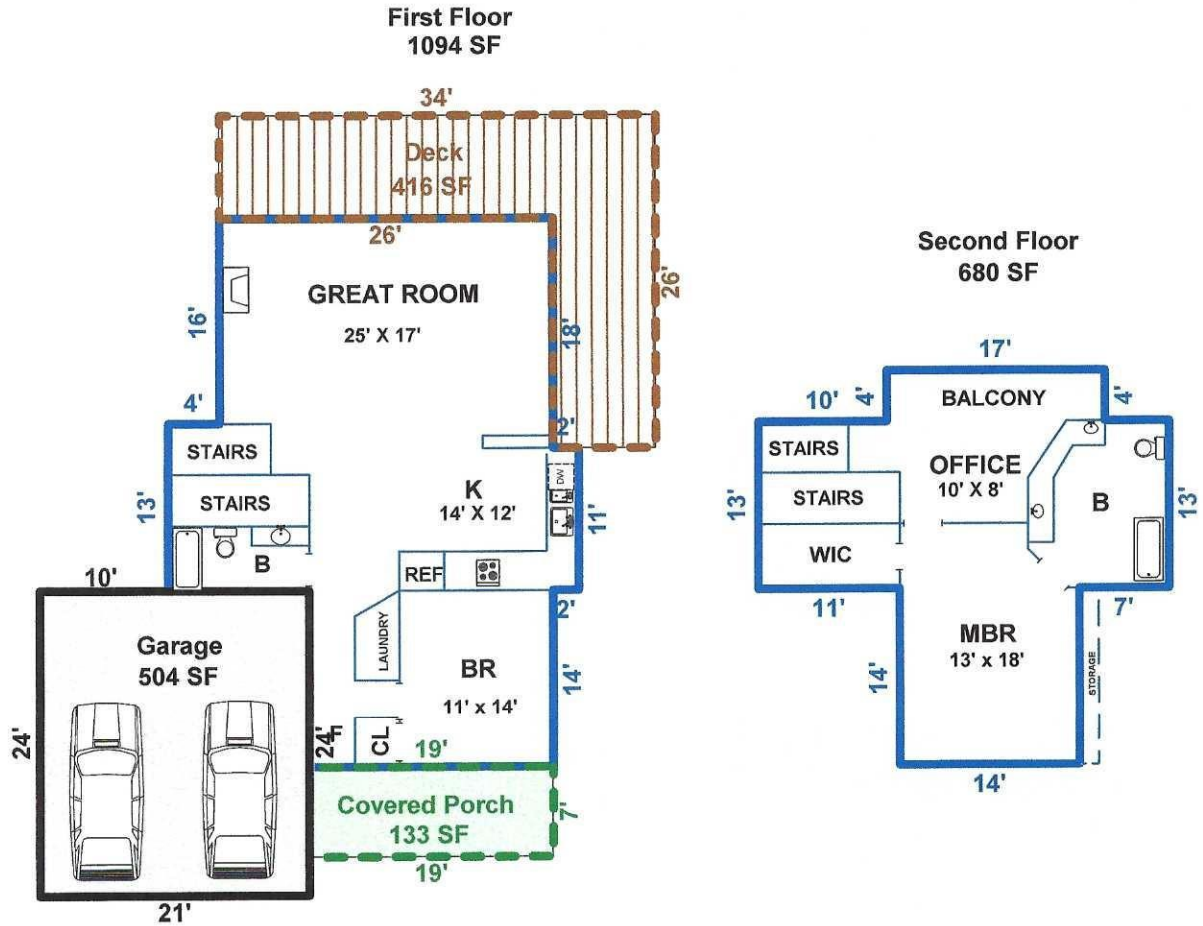 First Floor
1094 SF
34'
Deck
416 SF
26'
26'
GREAT ROOM
25' X 17'
16'
18'
4'
2'
STAIRS
STAIRS
13'
K
14' X 12'
DW
11'
B
REF
10'
2'
LAUNDRY
Garage
504 SF
BR
11' x 14'
14'
24'
24'
CL
19'
Covered Porch
133 SF
7'
19'
21'
Second Floor
680 SF
17'
10'
4'
BALCONY
4'
STAIRS
OFFICE
10' X 8'
13'
STAIRS
B
13'
WIC
11'
7'
MBR
13' x 18'
14'
STORAGE
14'